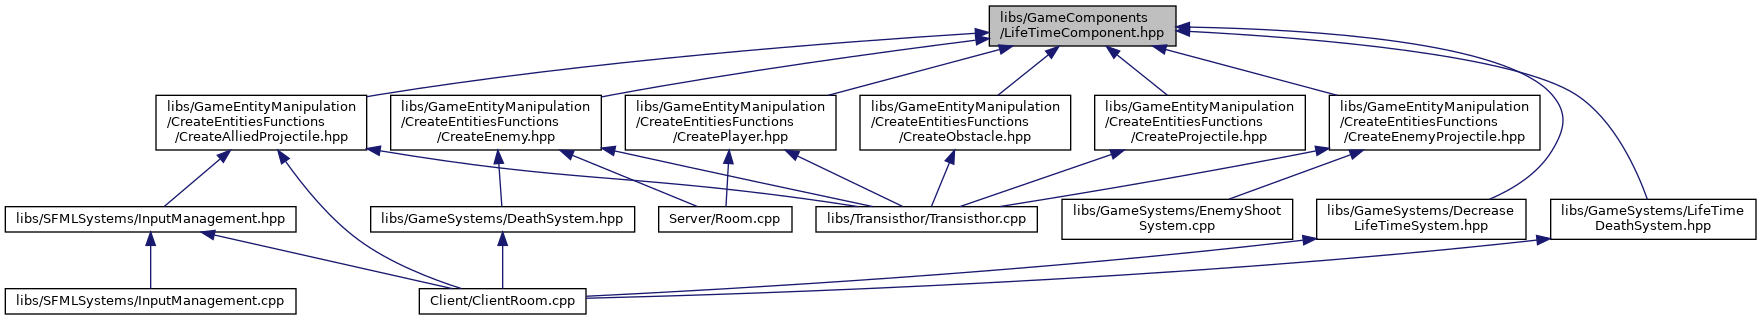 libs/GameComponents
/LifeTimeComponent.hpp
libs/GameEntityManipulation
/CreateEntitiesFunctions
/CreateAlliedProjectile.hpp
libs/GameEntityManipulation
/CreateEntitiesFunctions
/CreateEnemy.hpp
libs/GameEntityManipulation
/CreateEntitiesFunctions
/CreatePlayer.hpp
libs/GameEntityManipulation
/CreateEntitiesFunctions
/CreateObstacle.hpp
libs/GameEntityManipulation
/CreateEntitiesFunctions
/CreateProjectile.hpp
libs/GameEntityManipulation
/CreateEntitiesFunctions
/CreateEnemyProjectile.hpp
libs/SFMLSystems/InputManagement.hpp
libs/GameSystems/DeathSystem.hpp
Server/Room.cpp
libs/Transisthor/Transisthor.cpp
libs/GameSystems/EnemyShoot
System.cpp
libs/GameSystems/Decrease
LifeTimeSystem.hpp
libs/GameSystems/LifeTime
DeathSystem.hpp
libs/SFMLSystems/InputManagement.cpp
Client/ClientRoom.cpp